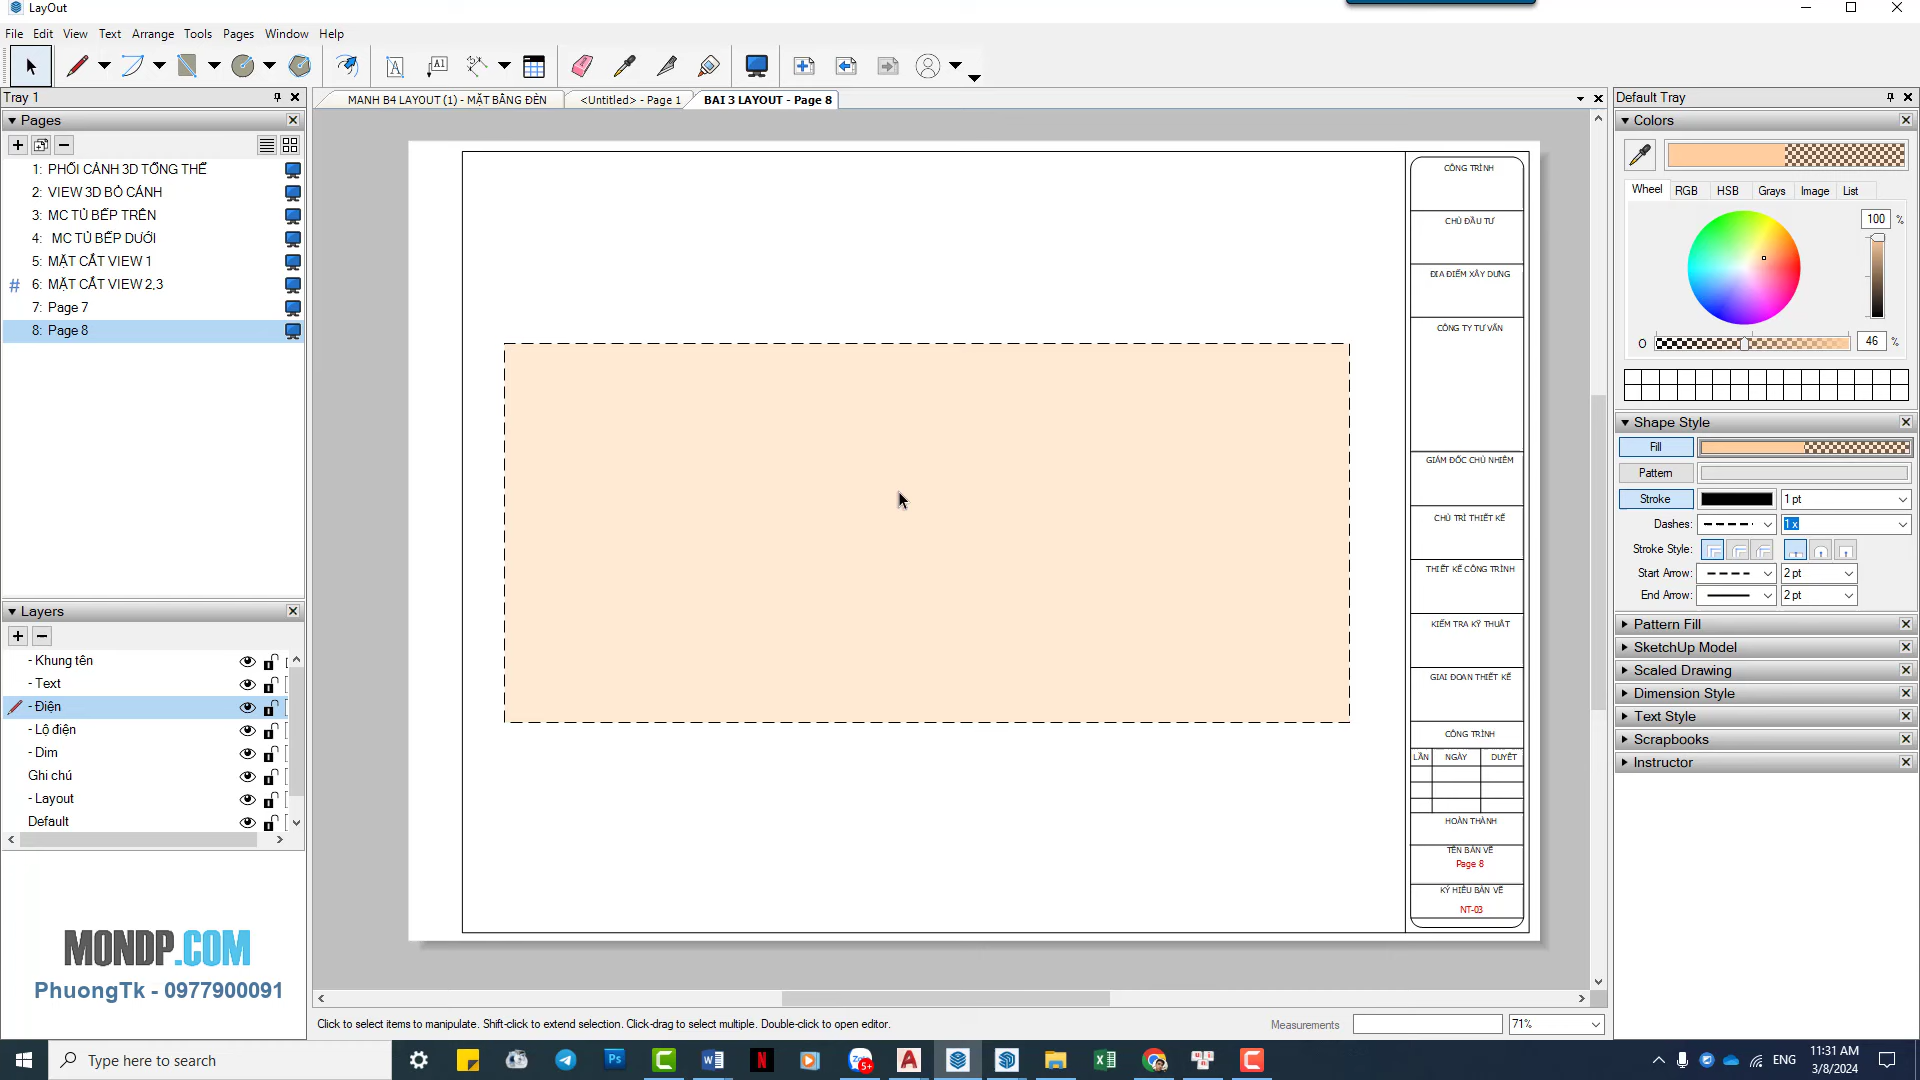 LayOut
File Edit View Text Arrange Tools Pages Window Help
Tray 1
Pages
1: PHỐI CẢNH 3D TỔNG THỂ
2: VIEW 3D BỎ CÁNH
3: MC TỦ BẾP TRÊN
4: MC TỦ BẾP DƯỚI
5: MẶT CẮT VIEW 1
# 6: MẶT CẮT VIEW 2,3
7: Page 7
8: Page 8
Layers
- Khung tên
- Text
- Điện
- Lộ điện
- Dim
Ghi chú
- Layout
Default
MONDP.COM
PhuongTk - 0977900091
MANH B4 LAYOUT (1) - MẶT BẰNG ĐÈN
<Untitled> - Page 1
BAI 3 LAYOUT - Page 8
CÔNG TRÌNH
CHỦ ĐẦU TƯ
ĐỊA ĐIỂM XÂY DỰNG
CÔNG TY TƯ VẤN
GIÁM ĐỐC CHỦ NHIỆM
CHỦ TRÌ THIẾT KẾ
THIẾT KẾ CÔNG TRÌNH
KIỂM TRA KỸ THUẬT
GIAI ĐOẠN THIẾT KẾ
CÔNG TRÌNH
LẦN NGÀY DUYỆT
HOÀN THÀNH
TÊN BẢN VẼ
Page 8
KÝ HIỆU BẢN VẼ
NT-03
Click to select items to manipulate. Shift-click to extend selection. Click-drag to select multiple. Double-click to open editor.
Measurements
71%
Default Tray
Colors
Wheel RGB HSB Grays Image List
100 %
O 46 %
Shape Style
Fill
Pattern
Stroke 1 pt
Dashes: 1 x
Stroke Style:
Start Arrow: 2 pt
End Arrow: 2 pt
Pattern Fill
SketchUp Model
Scaled Drawing
Dimension Style
Text Style
Scrapbooks
Instructor
Type here to search
Ps
5+
ENG
11:31 AM
3/8/2024